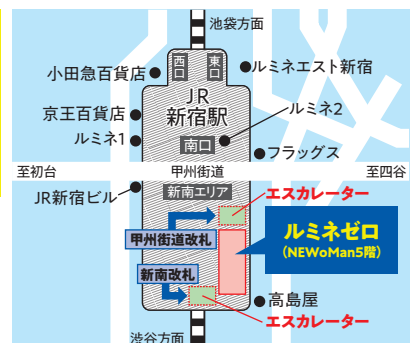 池袋方面
小田急百貨店
西口
東口
ルミネエスト新宿
JR
新宿駅
京王百貨店
ルミネ2
ルミネ1
南口
フラッグス
至初台
甲州街道
至四谷
JR新宿ビル
新南エリア
エスカレーター
甲州街道改札
ルミネゼロ
(NEWoMan5階)
新南改札
高島屋
エスカレーター
渋谷方面